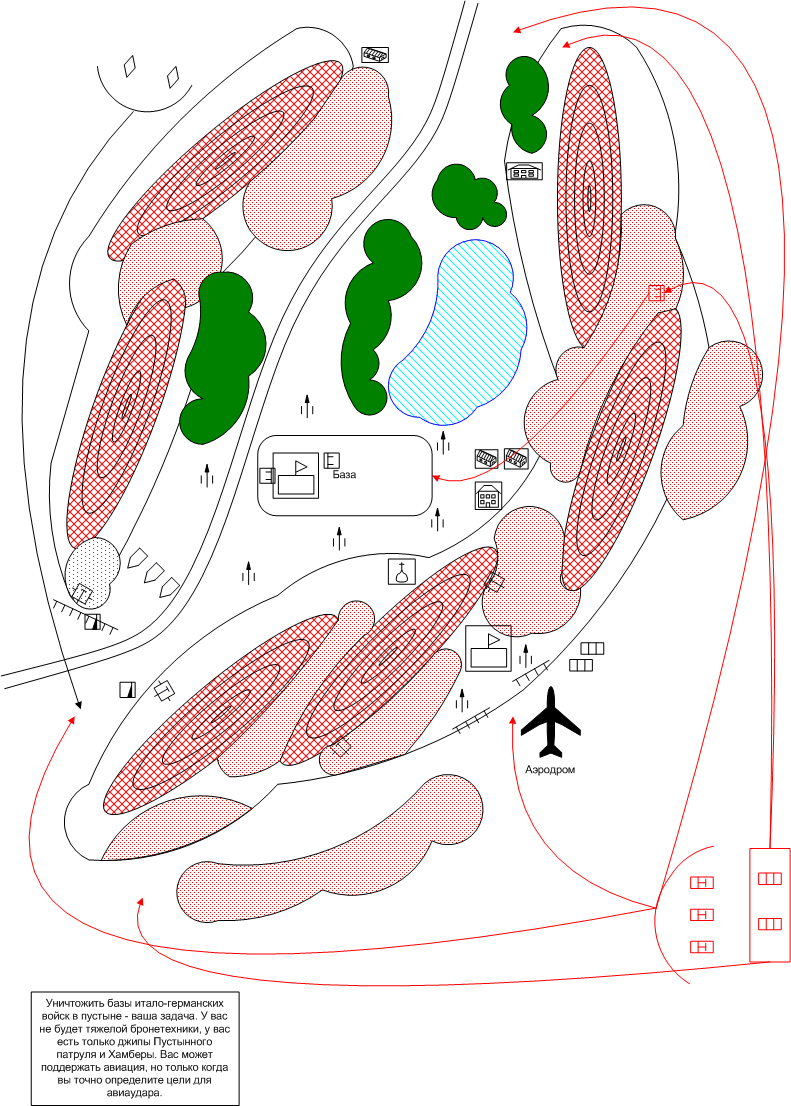 База
Аэродром
Уничтожить базы итало-германских
войск в пустыне - ваша задача. У вас
не будет тяжелой бронетехники, у вас
есть только джипы Пустынного
патруля и Хамберы. Вас может
поддержать авиация, но только когда
вы точно определите цели для
авиаудара.